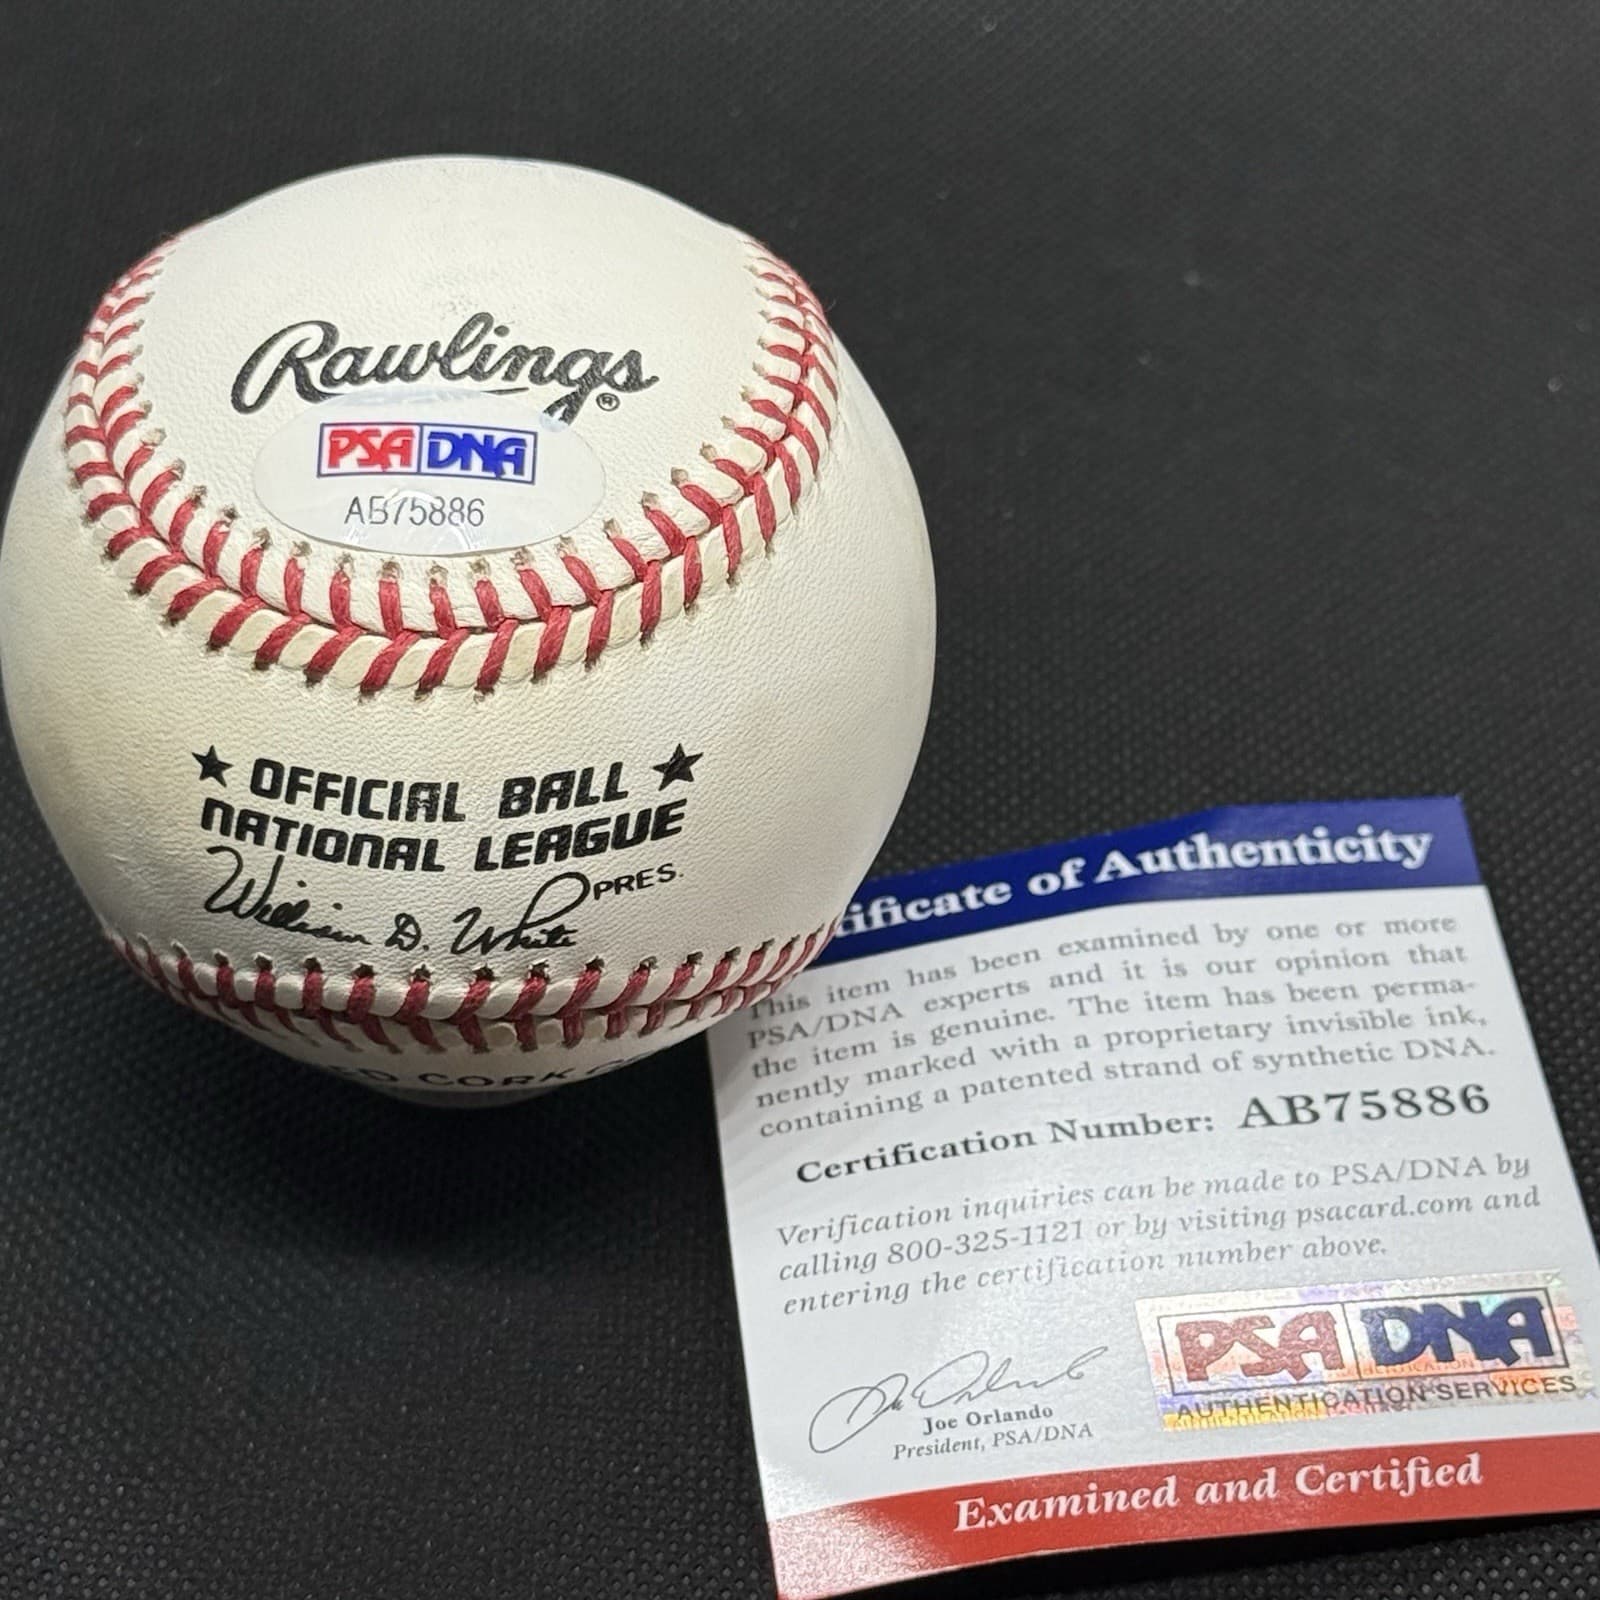 Rawlings®
PSA DNA
AB75886
★ OFFICIAL BALL ★
NATIONAL LEAGUE
William D. White PRES.
CORK
ificate of Authenticity
This item has been examined by one or more
PSA/DNA experts and it is our opinion that
the item is genuine. The item has been perma-
nently marked with a proprietary invisible ink,
containing a patented strand of synthetic DNA.
Certification Number: AB75886
Verification inquiries can be made to PSA/DNA by
calling 800-325-1121 or by visiting psacard.com and
entering the certification number above.
Joe Orlando
President, PSA/DNA
PSA DNA
AUTHENTICATION SERVICES
Examined and Certified